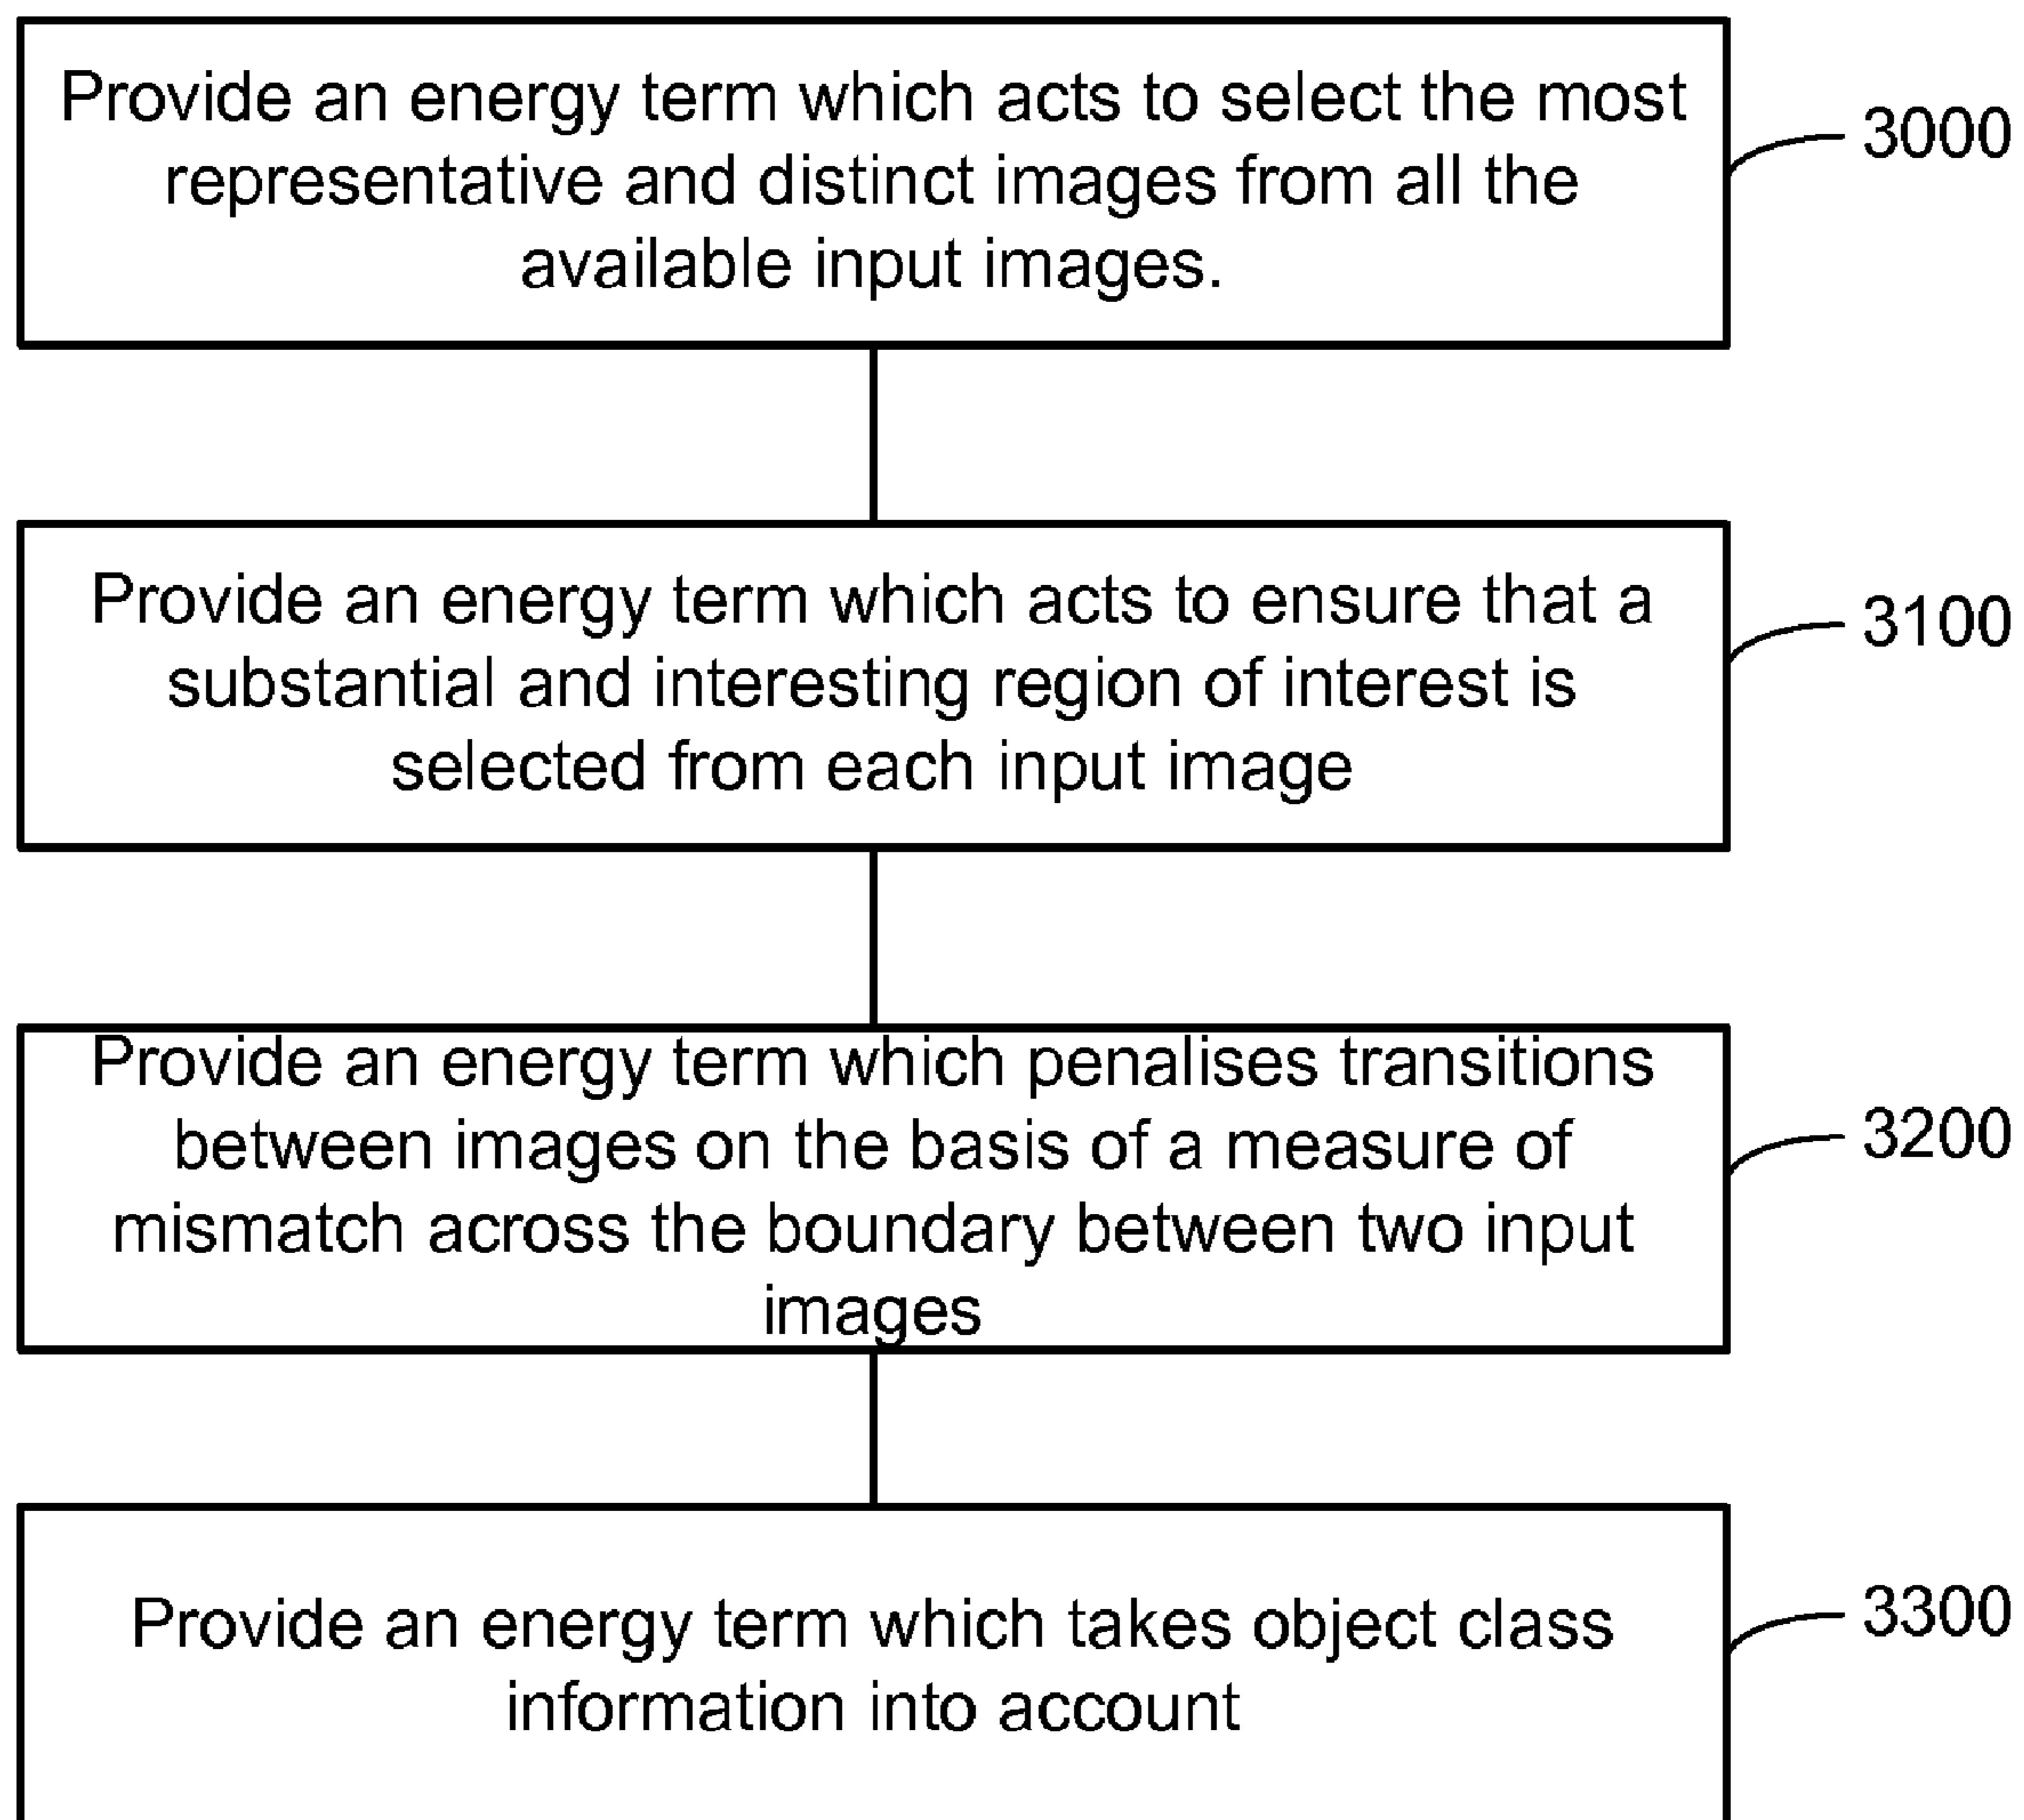 Provide an energy term which acts to select the most
representative and distinct images from all the
available input images.
3000
Provide an energy term which acts to ensure that a
substantial and interesting region of interest is
selected from each input image
3100
Provide an energy term which penalises transitions
between images on the basis of a measure of
mismatch across the boundary between two input
images
3200
Provide an energy term which takes object class
information into account
3300